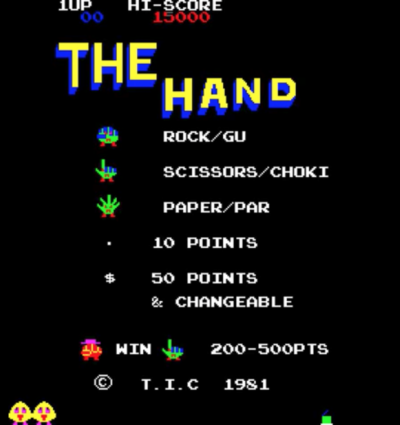 1UP HI-SCORE
00 15000
THE
HAND
ROCK/GU
SCISSORS/CHOKI
PAPER/PAR
· 10 POINTS
$ 50 POINTS
& CHANGEABLE
WIN 200-500PTS
© T.I.C 1981